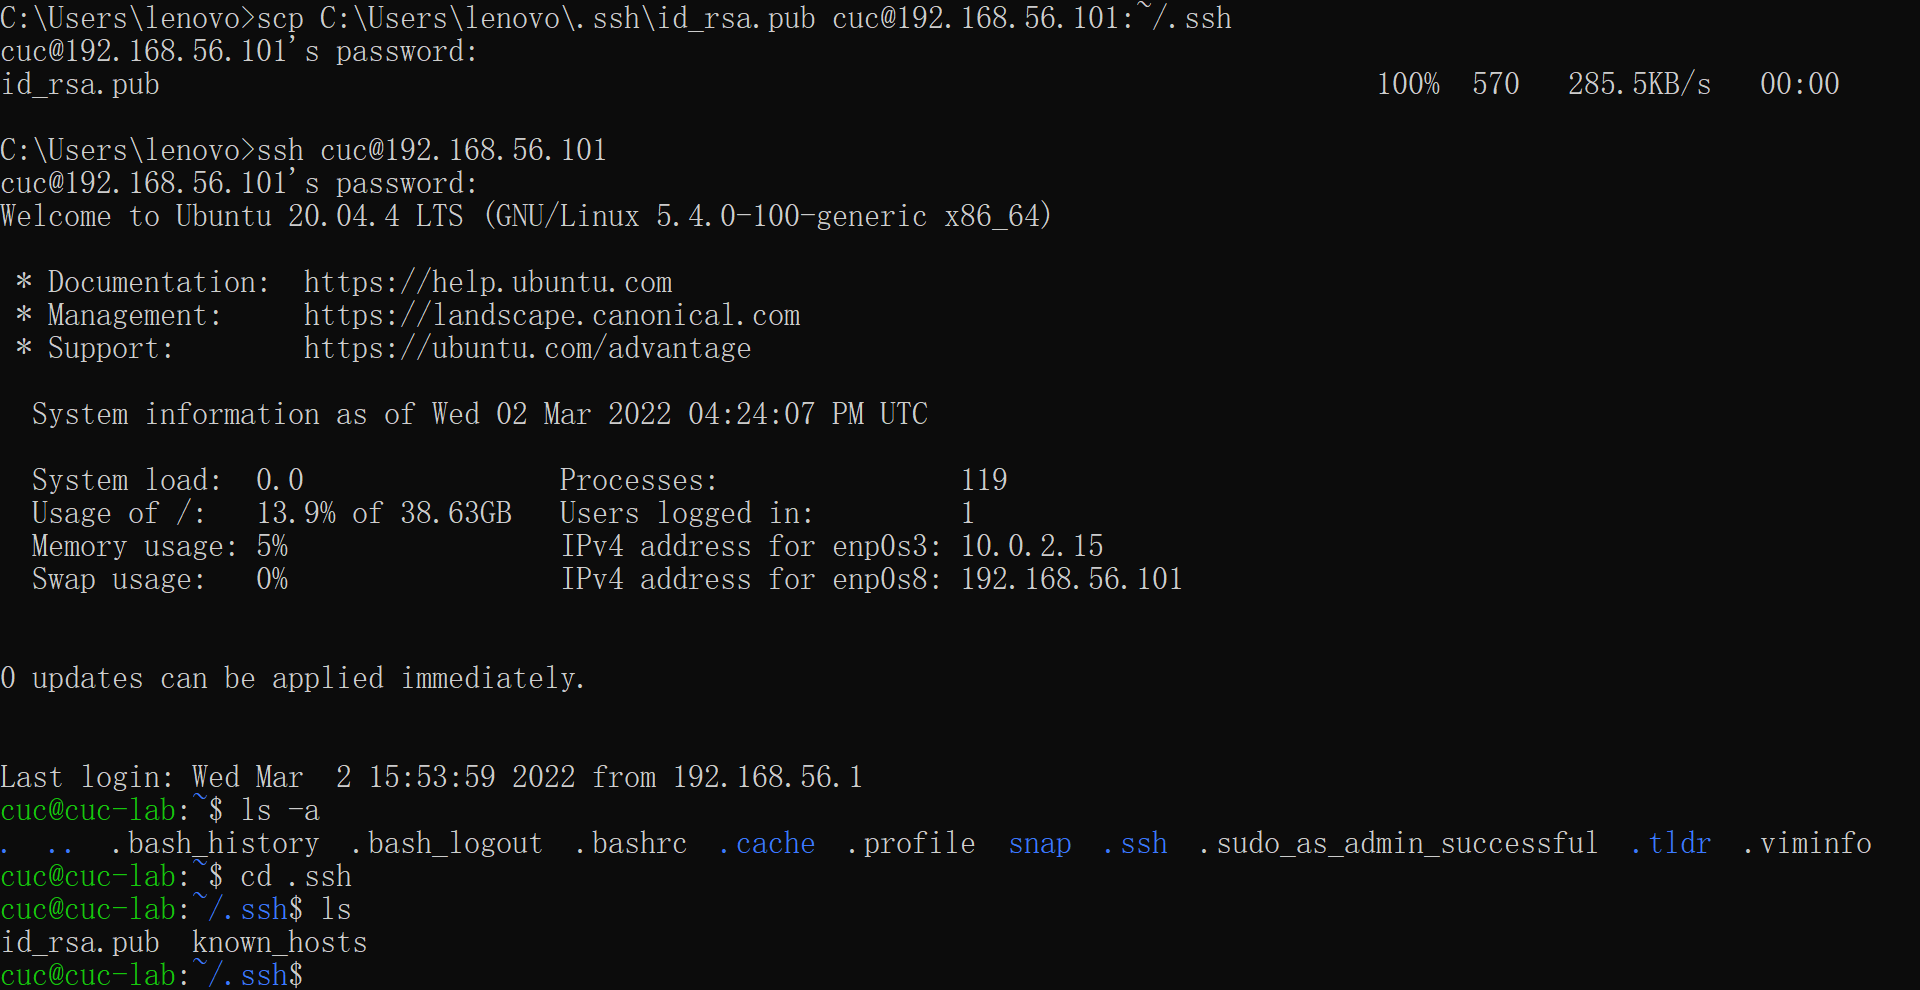 C:\Users\lenovo>scp C:\Users\lenovo\.ssh\id_rsa.pub cuc@192.168.56.101:~/.ssh
cuc@192.168.56.101's password:
id_rsa.pub 100% 570 285.5KB/s 00:00
C:\Users\lenovo>ssh cuc@192.168.56.101
cuc@192.168.56.101's password:
Welcome to Ubuntu 20.04.4 LTS (GNU/Linux 5.4.0-100-generic x86_64)
* Documentation: https://help.ubuntu.com
* Management: https://landscape.canonical.com
* Support: https://ubuntu.com/advantage
System information as of Wed 02 Mar 2022 04:24:07 PM UTC
System load: 0.0 Processes: 119
Usage of /: 13.9% of 38.63GB Users logged in: 1
Memory usage: 5% IPv4 address for enp0s3: 10.0.2.15
Swap usage: 0% IPv4 address for enp0s8: 192.168.56.101
0 updates can be applied immediately.
Last login: Wed Mar  2 15:53:59 2022 from 192.168.56.1
cuc@cuc-lab:~$ ls -a
. .. .bash_history .bash_logout .bashrc .cache .profile snap .ssh .sudo_as_admin_successful .tldr .viminfo
cuc@cuc-lab:~$ cd .ssh
cuc@cuc-lab:~/.ssh$ ls
id_rsa.pub known_hosts
cuc@cuc-lab:~/.ssh$